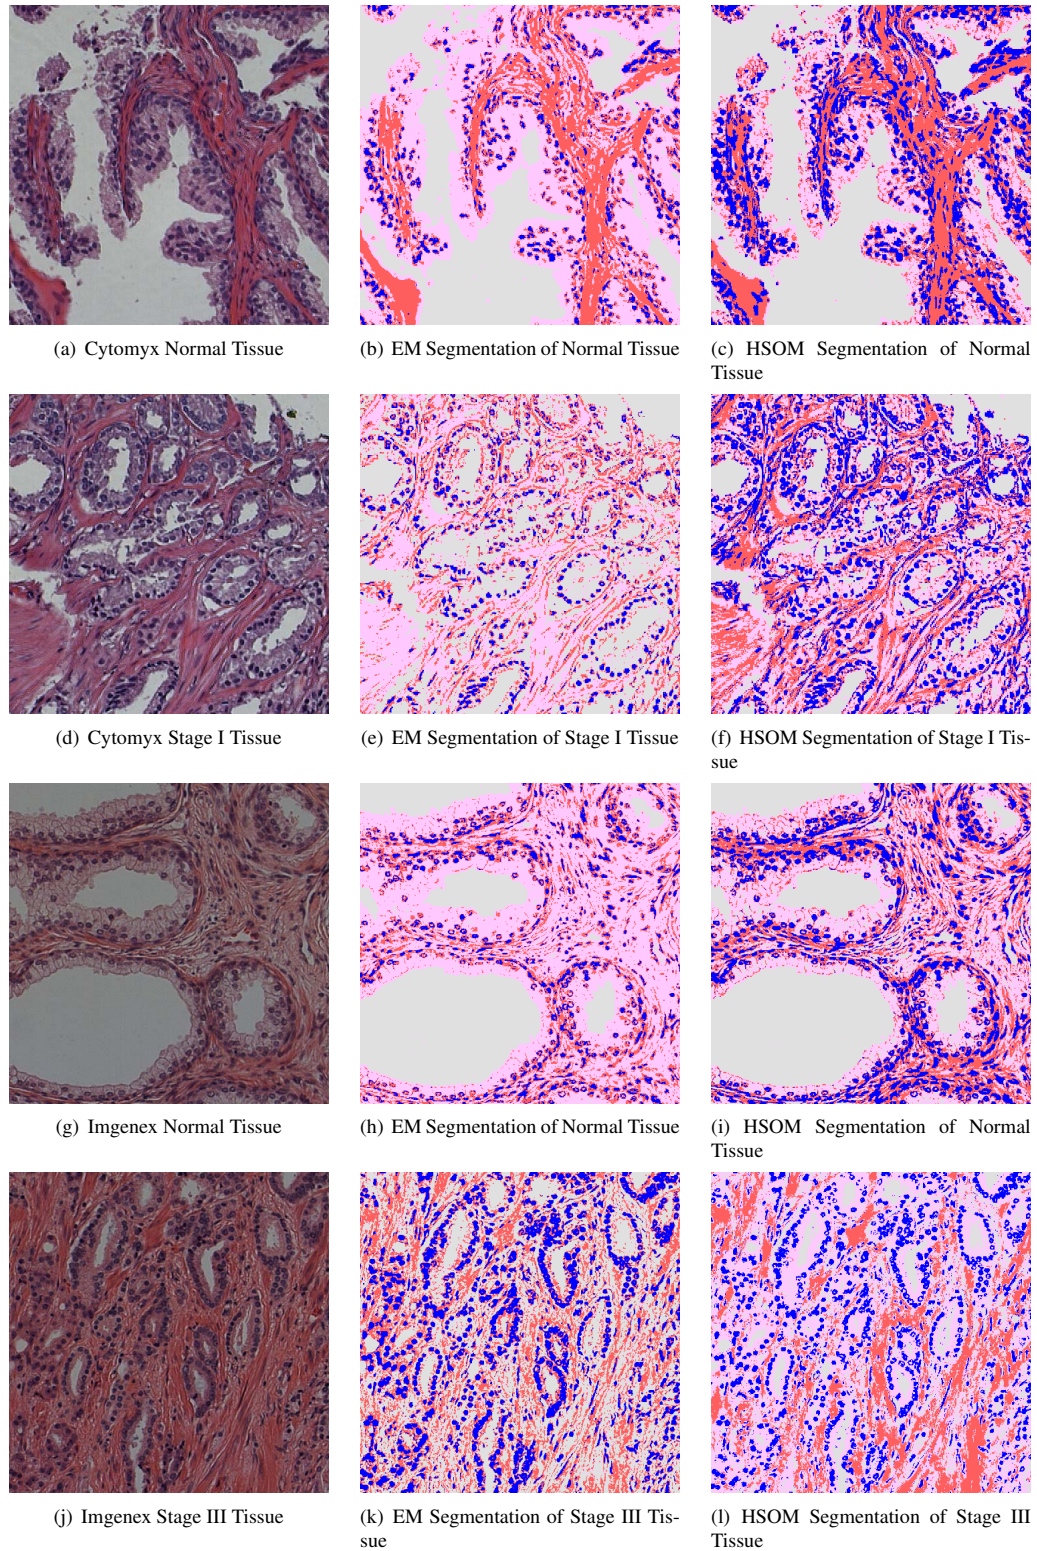 (a) Cytomyx Normal Tissue
(b) EM Segmentation of Normal Tissue
(c) HSOM Segmentation of Normal
Tissue
(d) Cytomyx Stage I Tissue
(e) EM Segmentation of Stage I Tissue
(f) HSOM Segmentation of Stage I Tis-
sue
(g) Imgenex Normal Tissue
(h) EM Segmentation of Normal Tissue
(i) HSOM Segmentation of Normal
Tissue
(j) Imgenex Stage III Tissue
(k) EM Segmentation of Stage III Tis-
sue
(l) HSOM Segmentation of Stage III
Tissue